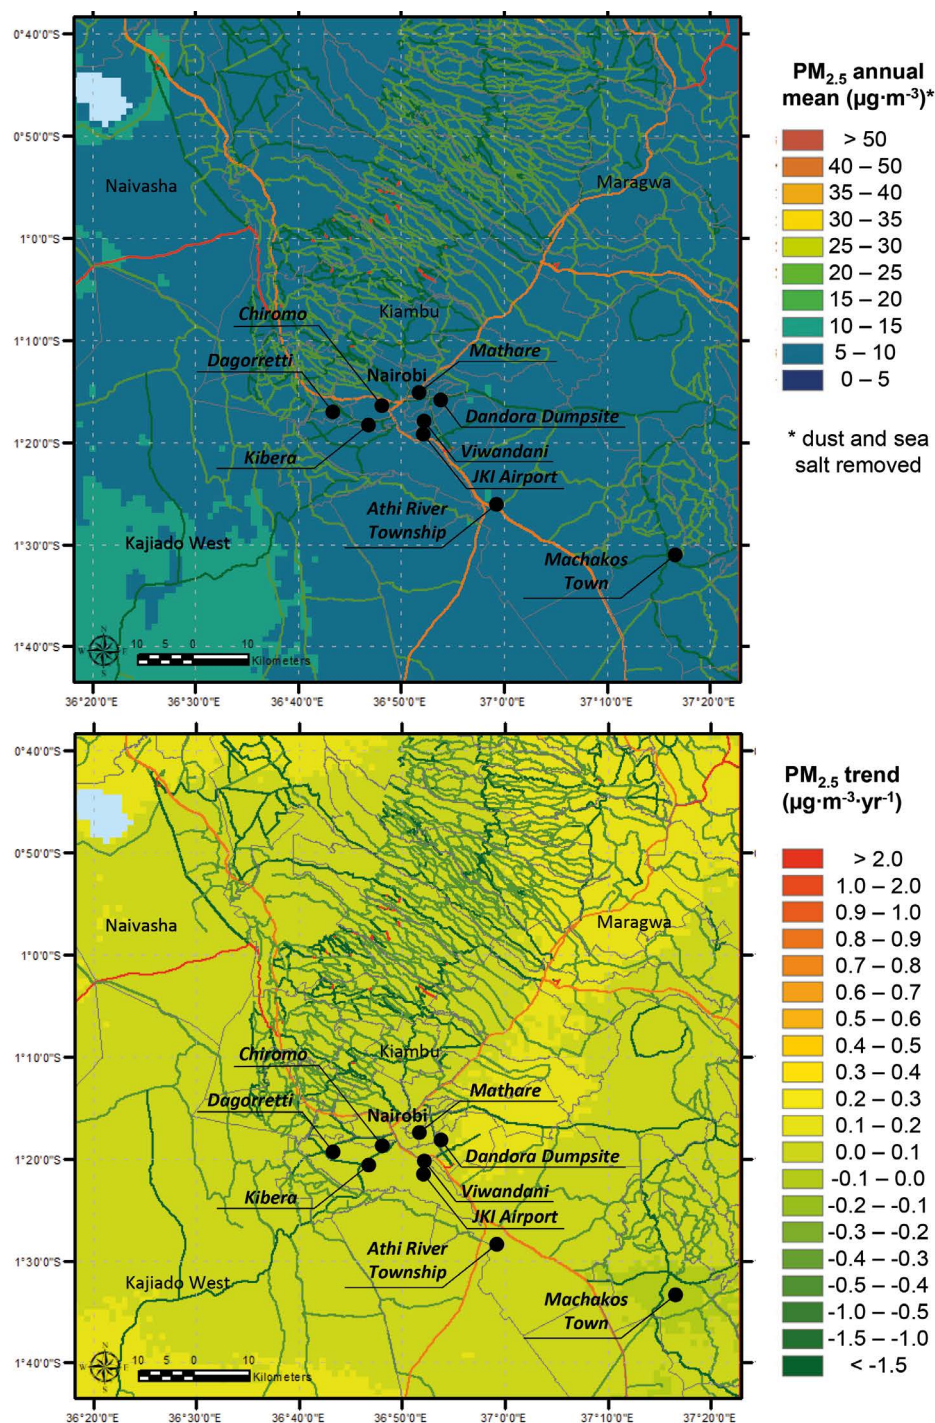 0°40'0"S
0°50'0"S
1°0'0"S
1°10'0"S
1°20'0"S
1°30'0"S
1°40'0"S
Naivasha
Maragwa
Chiromo
Kiambu
Dagorretti
Mathare
Nairobi
Dandora Dumpsite
Kibera
Viwandani
JKI Airport
Athi River
Township
Kajiado West
Machakos
Town
N
W
E
S
10 5 0 10
Kilometers
36°20'0"E 36°30'0"E 36°40'0"E 36°50'0"E 37°0'0"E 37°10'0"E 37°20'0"E
PM2.5 annual
mean (µg·m-3)*
> 50
40 – 50
35 – 40
30 – 35
25 – 30
20 – 25
15 – 20
10 – 15
5 – 10
0 – 5
* dust and sea
salt removed
0°40'0"S
0°50'0"S
1°0'0"S
1°10'0"S
1°20'0"S
1°30'0"S
1°40'0"S
Naivasha
Maragwa
Chiromo
Kiambu
Dagorretti
Mathare
Nairobi
Dandora Dumpsite
Kibera
Viwandani
JKI Airport
Athi River
Township
Kajiado West
Machakos
Town
N
W
E
S
10 5 0 10
Kilometers
36°20'0"E 36°30'0"E 36°40'0"E 36°50'0"E 37°0'0"E 37°10'0"E 37°20'0"E
PM2.5 trend
(µg·m-3·yr-1)
> 2.0
1.0 – 2.0
0.9 – 1.0
0.8 – 0.9
0.7 – 0.8
0.6 – 0.7
0.5 – 0.6
0.4 – 0.5
0.3 – 0.4
0.2 – 0.3
0.1 – 0.2
0.0 – 0.1
-0.1 – 0.0
-0.2 – -0.1
-0.3 – -0.2
-0.4 – -0.3
-0.5 – -0.4
-1.0 – -0.5
-1.5 – -1.0
< -1.5